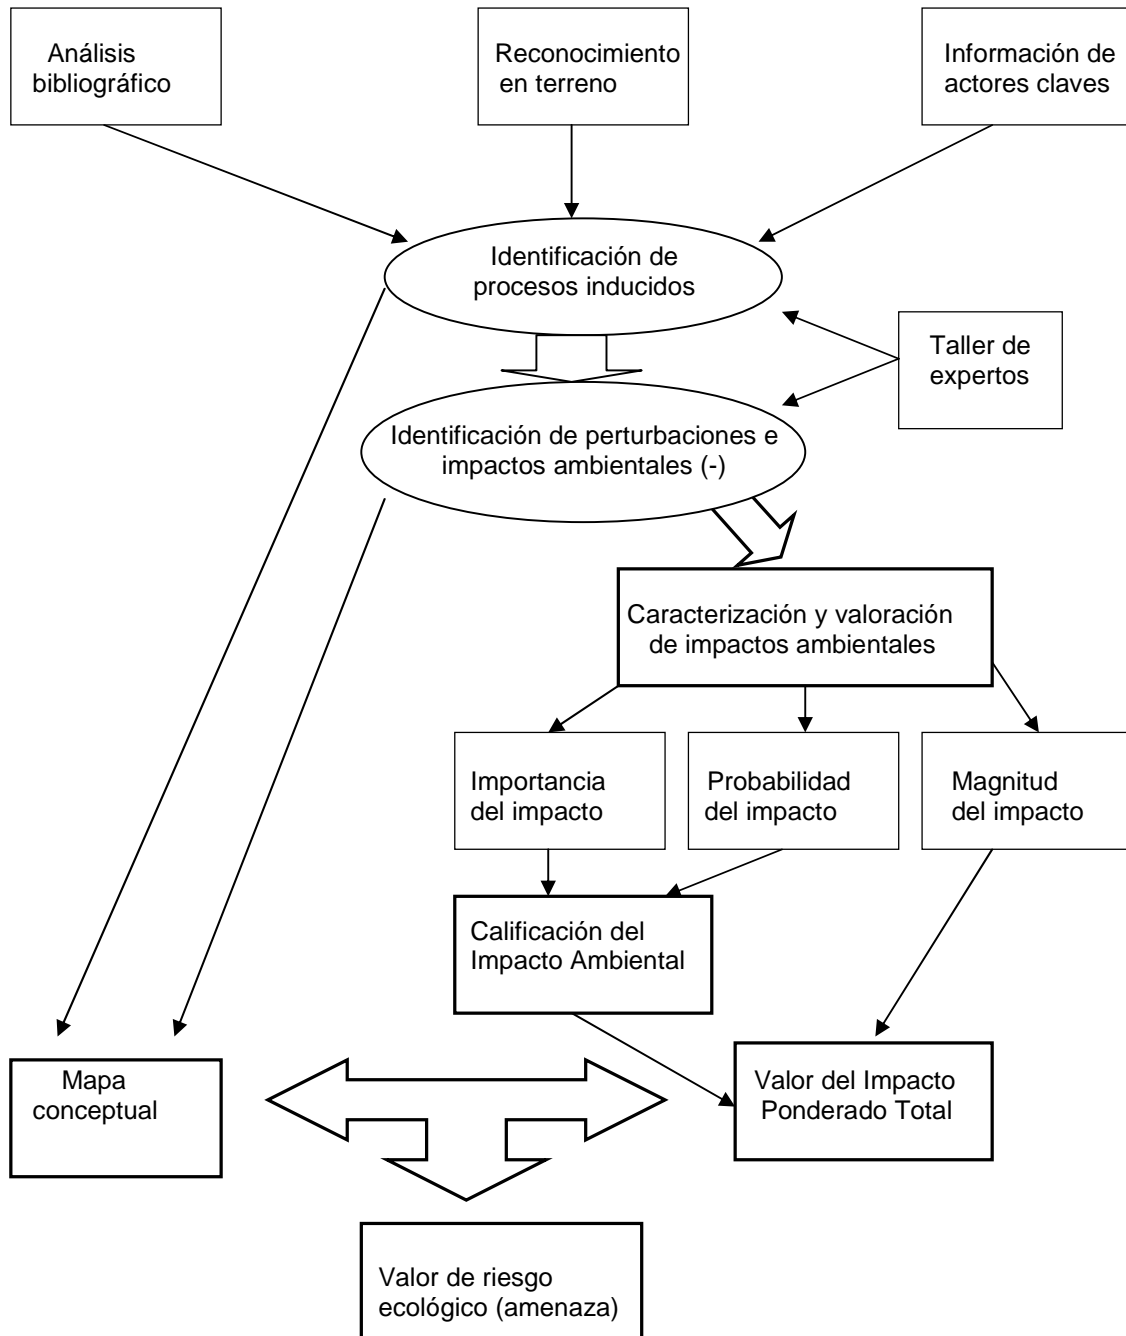 Análisis
bibliográfico
Reconocimiento
en terreno
Información de
actores claves
Identificación de
procesos inducidos
Taller de
expertos
Identificación de perturbaciones e
impactos ambientales (-)
Caracterización y valoración
de impactos ambientales
Importancia
del impacto
Probabilidad
del impacto
Magnitud
del impacto
Calificación del
Impacto Ambiental
Mapa
conceptual
Valor del Impacto
Ponderado Total
Valor de riesgo
ecológico (amenaza)